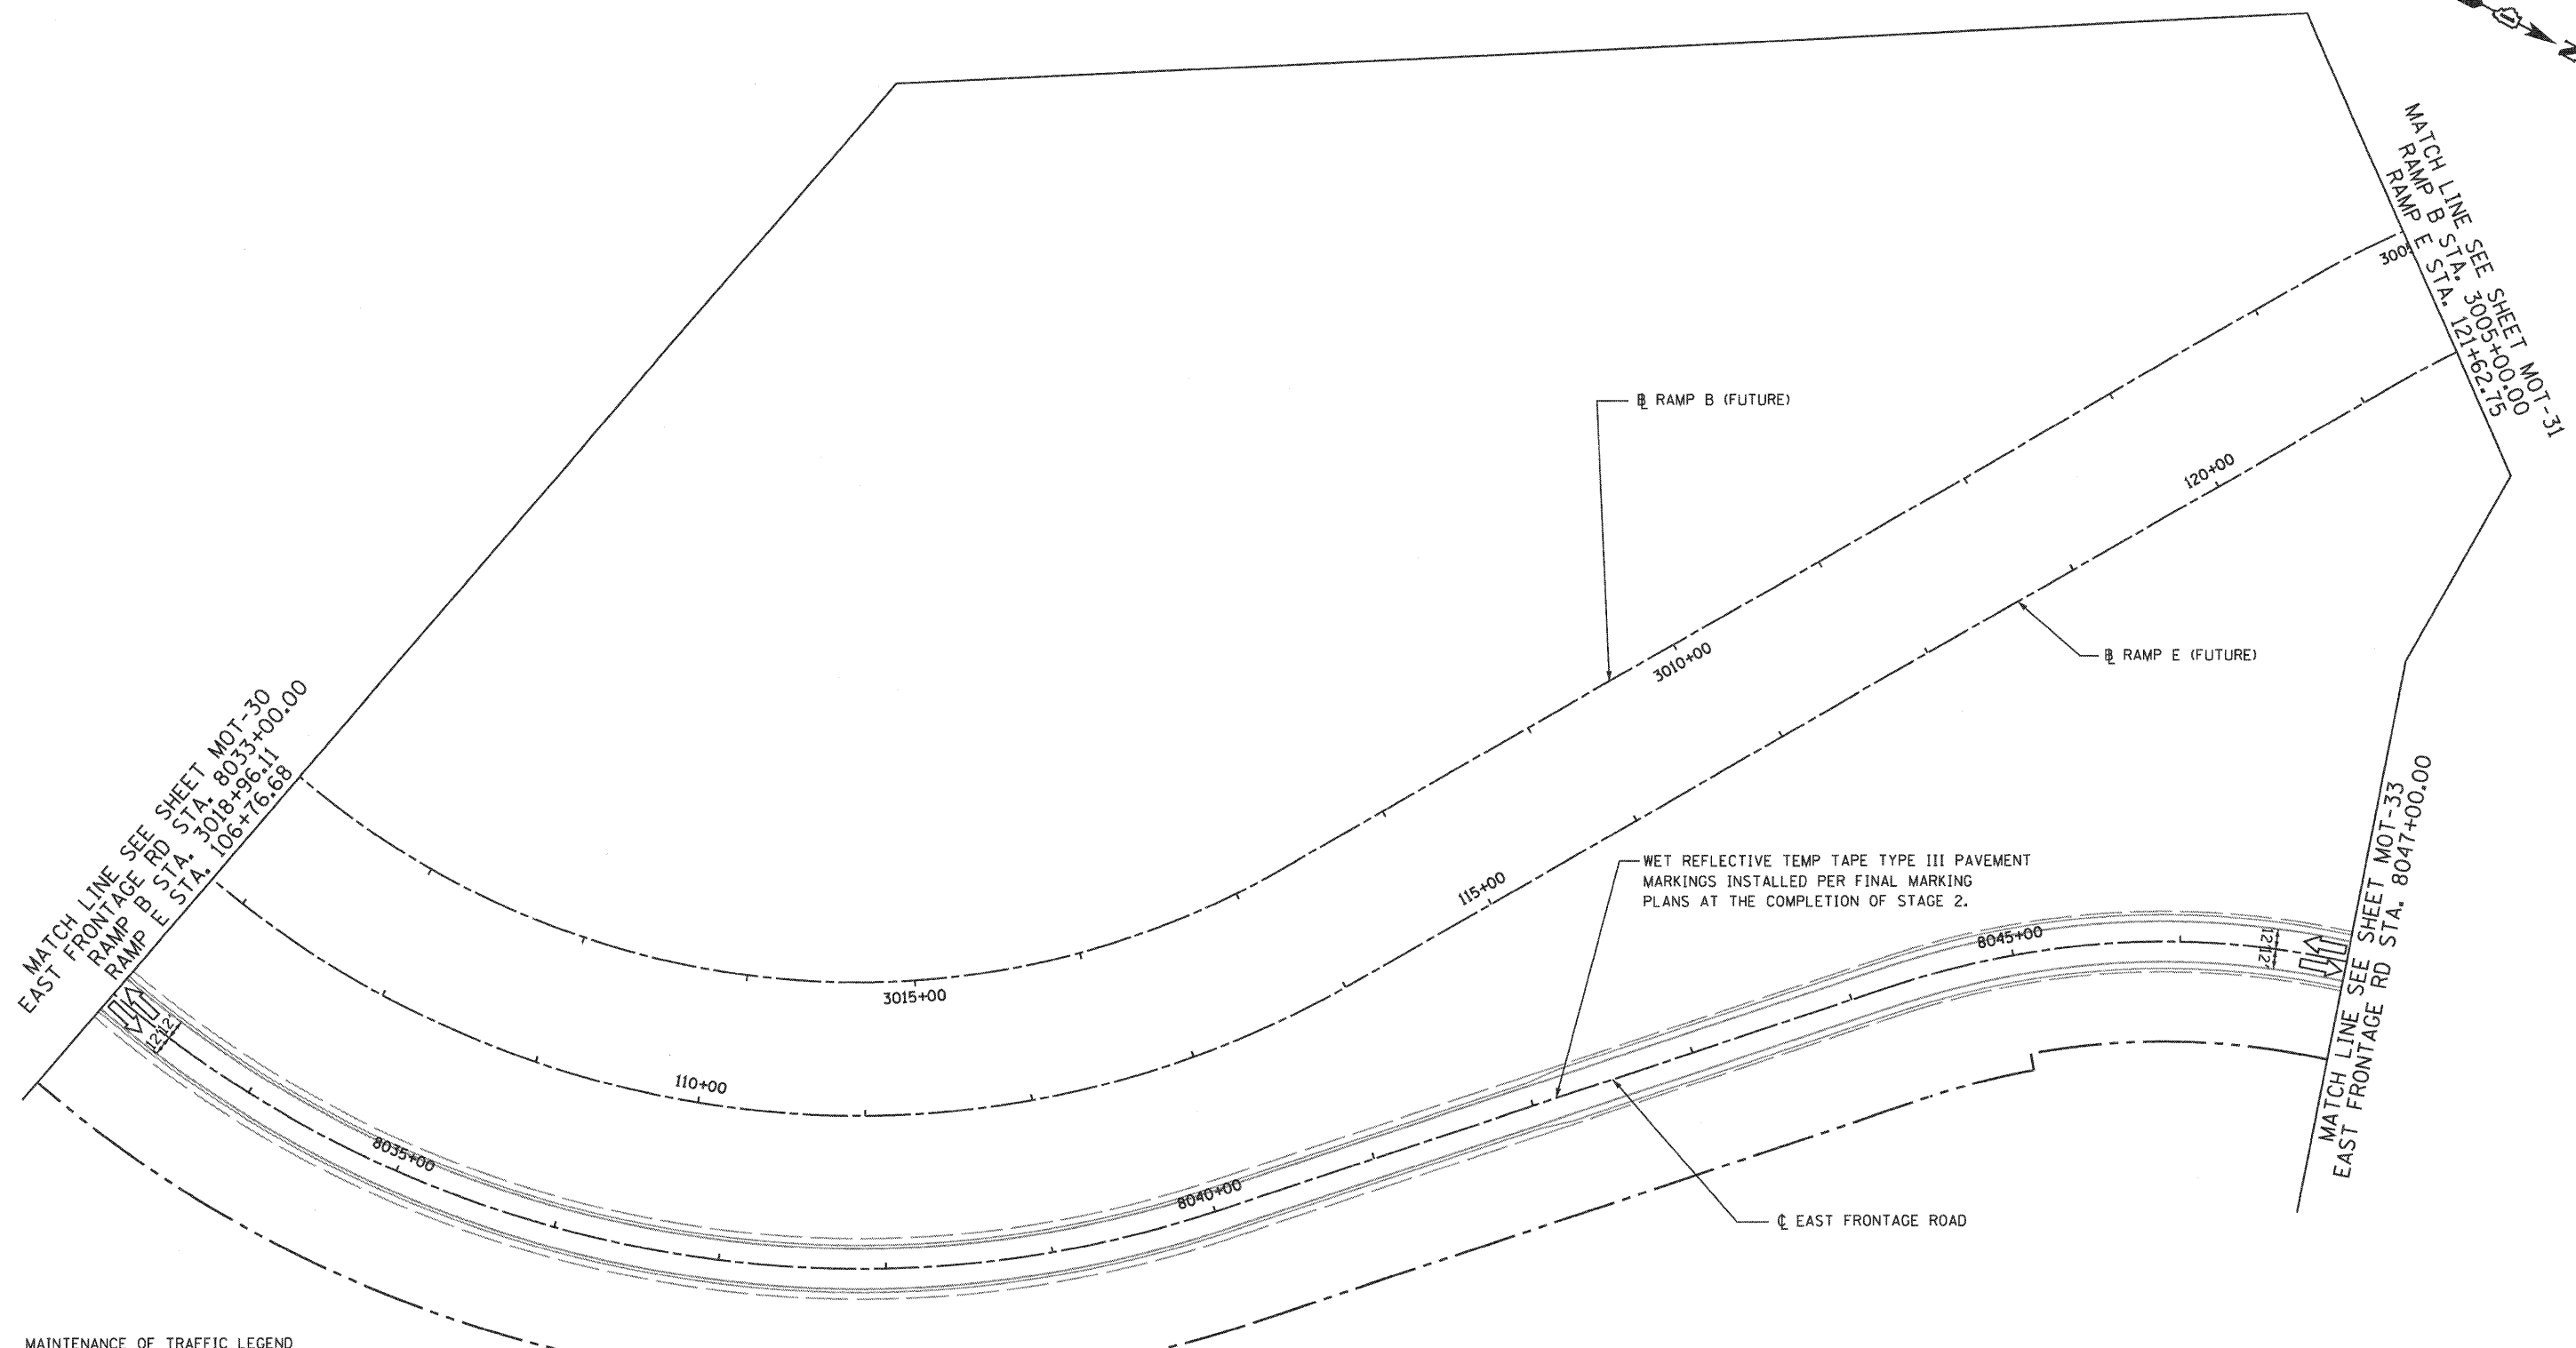 N
MATCH LINE SEE SHEET MOT-31
RAMP B STA. 3005+00.00
RAMP E STA. 121+62.75
℄ EAST FRONTAGE ROAD
RAMP B (FUTURE)
120+00
3010+00
RAMP E (FUTURE)
MATCH LINE SEE SHEET MOT-30
EAST FRONTAGE RD STA. 8033+00.00
RAMP B STA. 3018+96.11
RAMP E STA. 106+76.68
MATCH LINE SEE SHEET MOT-33
EAST FRONTAGE RD STA. 8047+00.00
WET REFLECTIVE TEMP TAPE TYPE III PAVEMENT
MARKINGS INSTALLED PER FINAL MARKING
PLANS AT THE COMPLETION OF STAGE 2.
115+00
8045+00
12'
12'
3015+00
12'
12'
110+00
8035+00
8040+00
MAINTENANCE OF TRAFFIC LEGEND